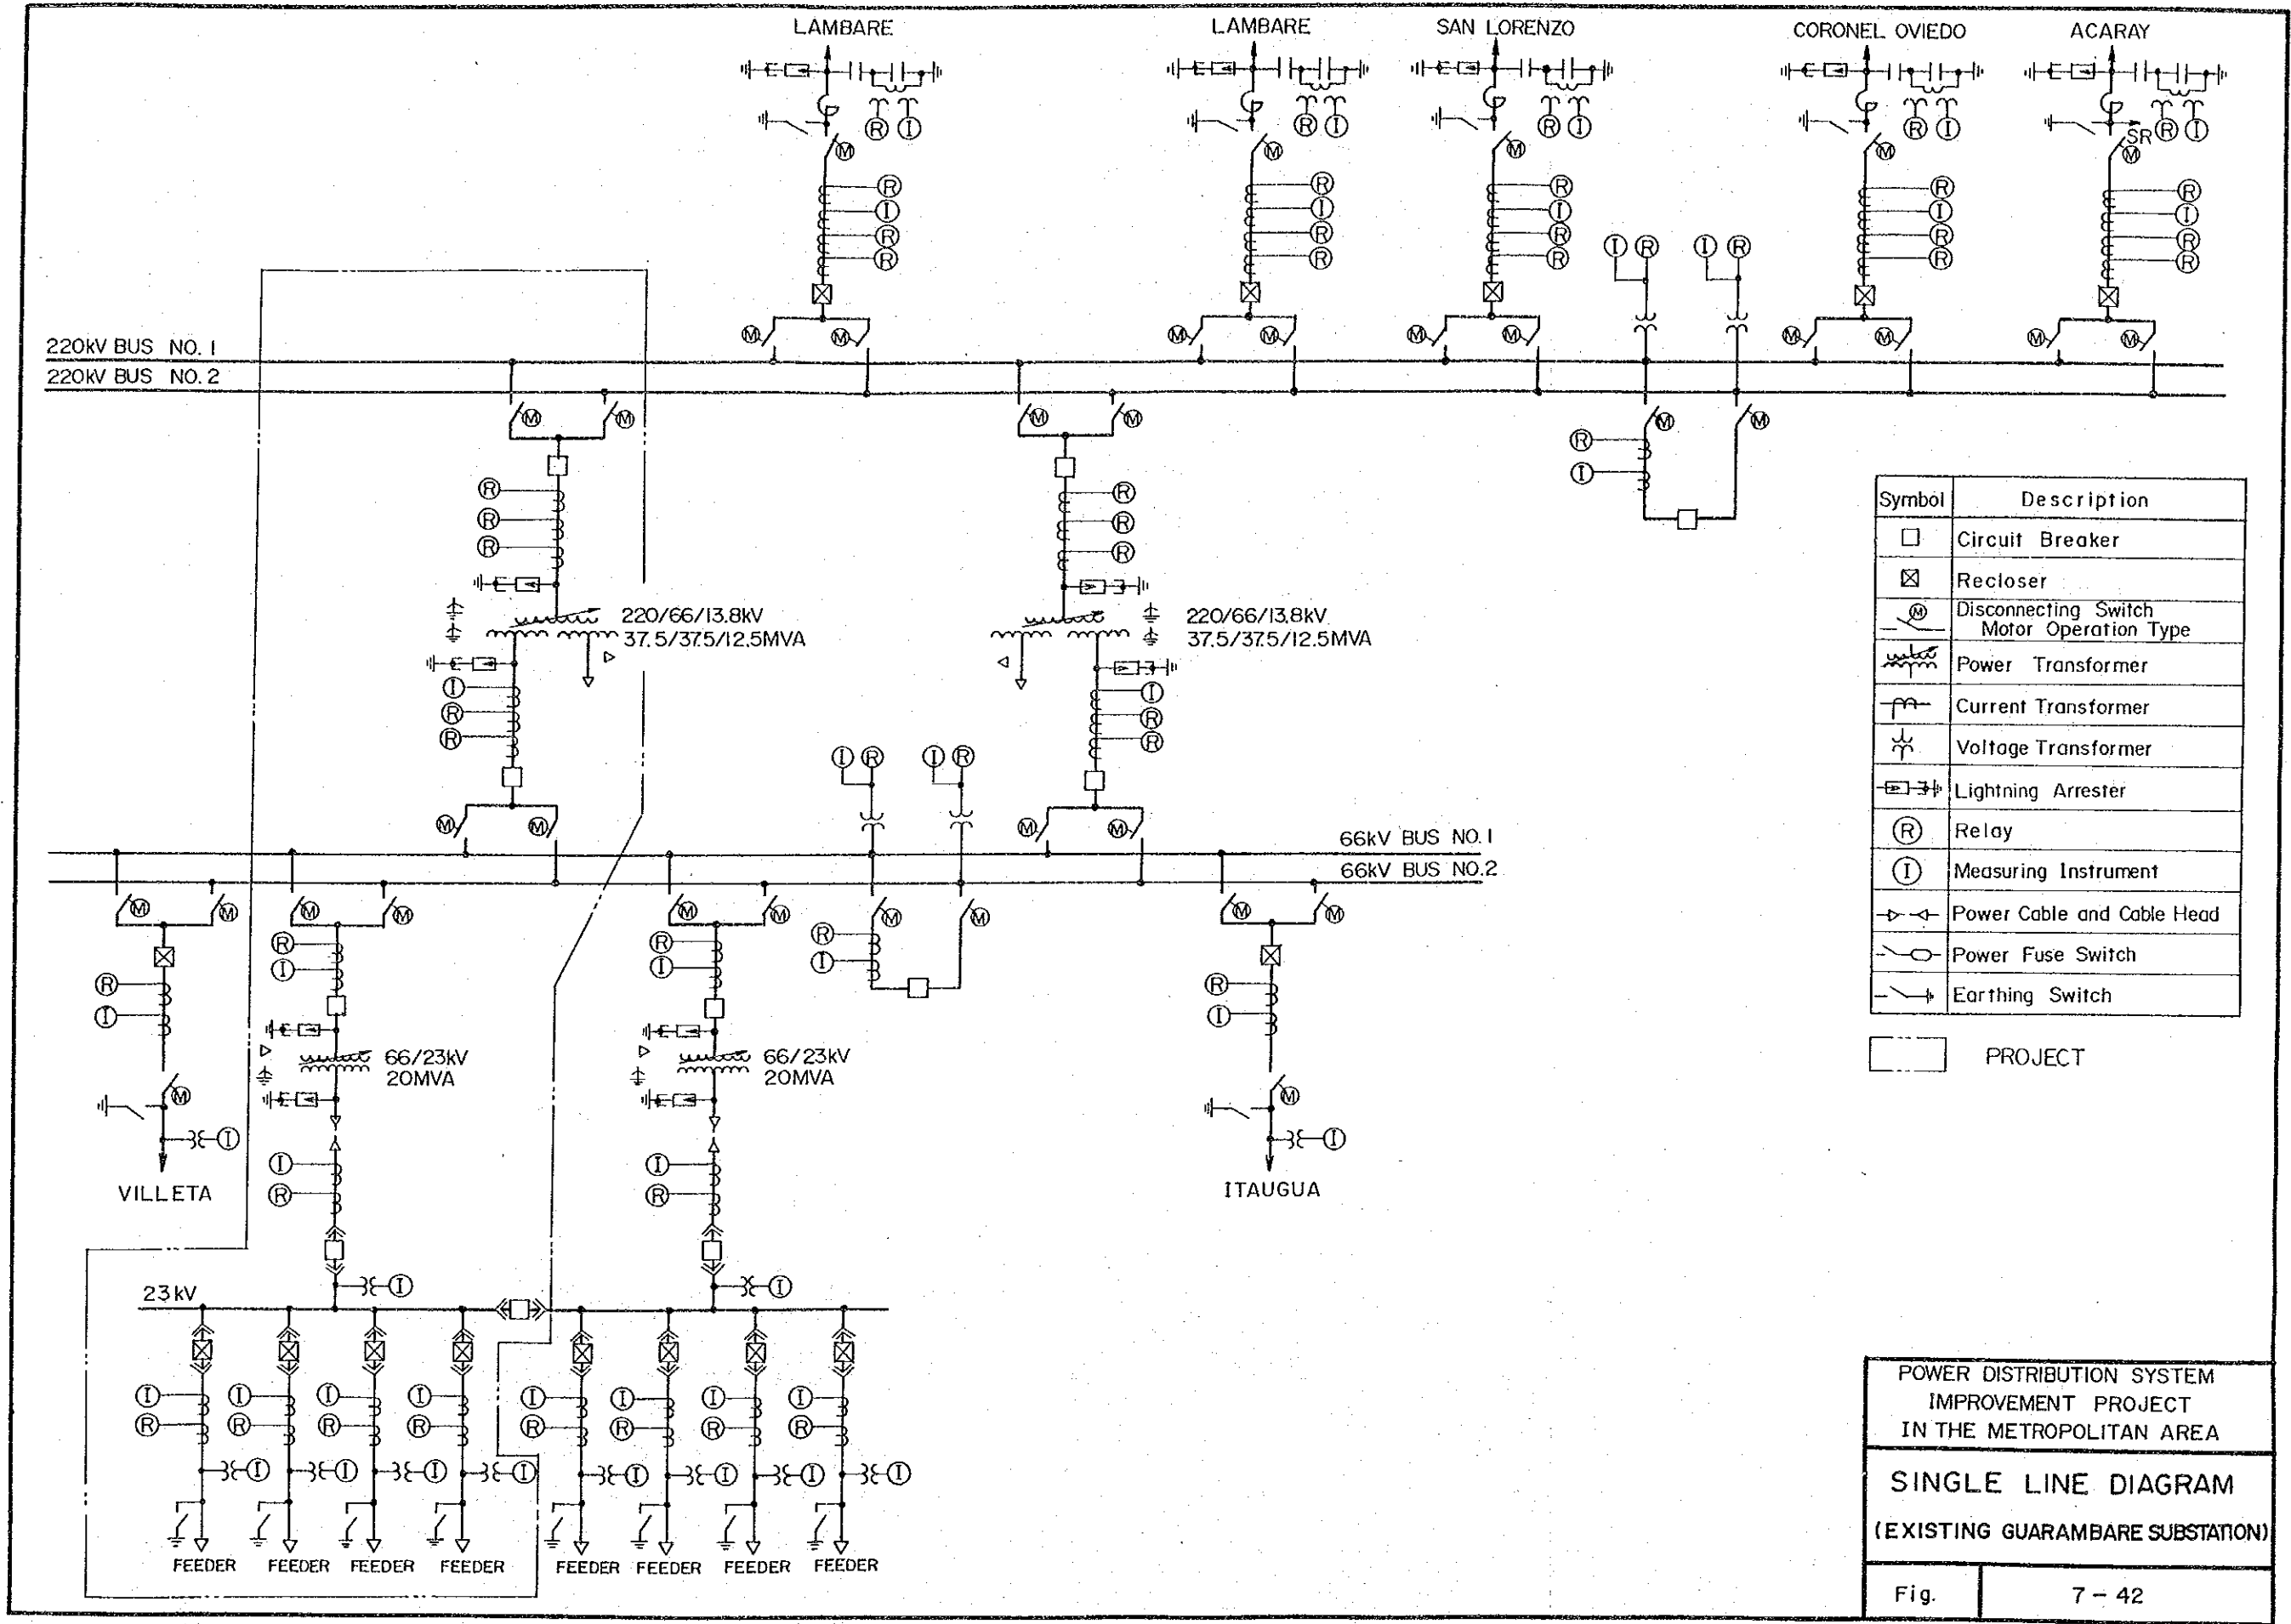 LAMBARE
LAMBARE
SAN LORENZO
CORONEL OVIEDO
ACARAY
R I
R I
R I
R I
SR R I
M
M
M
M
M
R
I
R
R
R
I
R
R
R
I
R
R
I R
I R
R
I
R
R
R
I
R
R
M M
M M
M M
M M
M M
220kV BUS NO. 1
220kV BUS NO. 2
M M
M M
M M
R
R
R
R
R
R
R
I
220/66/13.8kV
37.5/37.5/12.5MVA
220/66/13.8kV
37.5/37.5/12.5MVA
I
R
R
I
R
R
I R
I R
M M
M M
66kV BUS NO. 1
66kV BUS NO. 2
M M
M M
M M
M M
M M
R
I
R
I
R
I
R
I
R
I
66/23kV
20MVA
66/23kV
20MVA
M
I
VILLETA
M
I
ITAUGUA
I
R
I
R
I
I
23kV
I I I I I I I I
R R R R R R R R
I I I I I I I I
FEEDER FEEDER FEEDER FEEDER FEEDER FEEDER FEEDER FEEDER
Symbol Description
Circuit Breaker
Recloser
M Disconnecting Switch
Motor Operation Type
Power Transformer
Current Transformer
Voltage Transformer
Lightning Arrester
R Relay
I Measuring Instrument
Power Cable and Cable Head
Power Fuse Switch
Earthing Switch
PROJECT
POWER DISTRIBUTION SYSTEM
IMPROVEMENT PROJECT
IN THE METROPOLITAN AREA
SINGLE LINE DIAGRAM
(EXISTING GUARAMBARE SUBSTATION)
Fig. 7-42